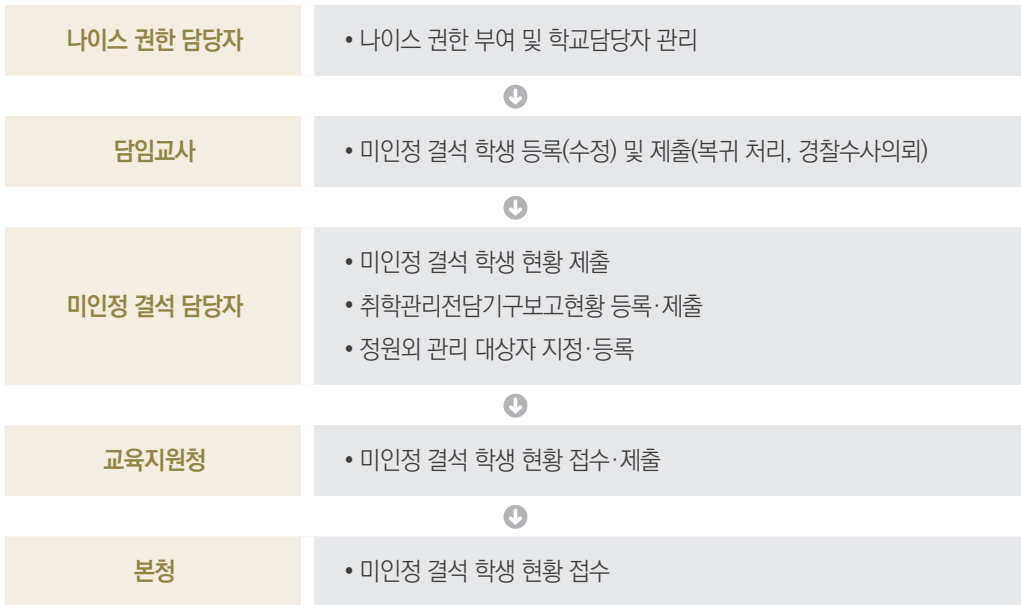 나이스 권한 담당자
• 나이스 권한 부여 및 학교담당자 관리
담임교사
• 미인정 결석 학생 등록(수정) 및 제출(복귀 처리, 경찰수사의뢰)
미인정 결석 담당자
• 미인정 결석 학생 현황 제출
• 취학관리전담기구보고현황 등록·제출
• 정원외 관리 대상자 지정·등록
교육지원청
• 미인정 결석 학생 현황 접수·제출
본청
• 미인정 결석 학생 현황 접수